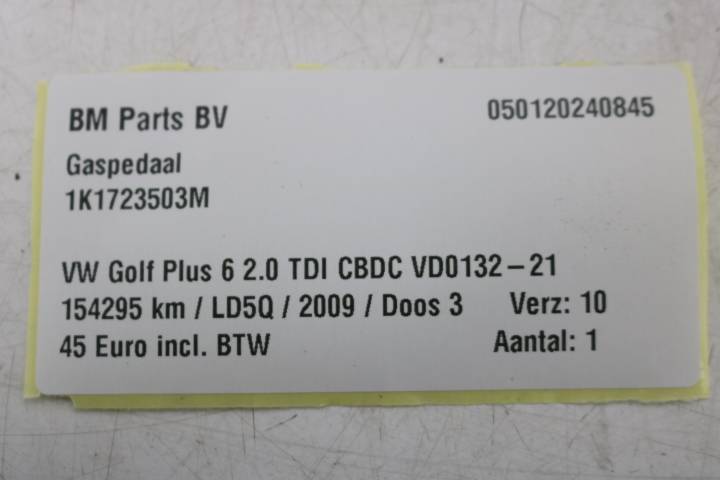 BM Parts BV 050120240845
Gaspedaal
1K1723503M
VW Golf Plus 6 2.0 TDI CBDC VD0132-21
154295 km / LD5Q / 2009 / Doos 3 Verz: 10
45 Euro incl. BTW Aantal: 1